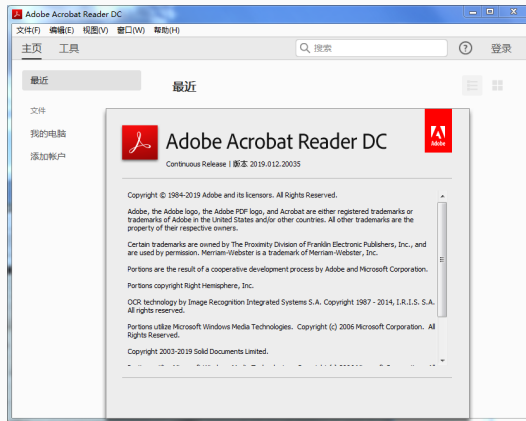 Adobe Acrobat Reader DC
文件(F) 编辑(E) 视图(V) 窗口(W) 帮助(H)
主页 工具 搜索 ? 登录
最近
最近
文件
我的电脑
添加帐户
Adobe Acrobat Reader DC
Adobe
Continuous Release | 版本 2019.012.20035
Copyright © 1984-2019 Adobe and its licensors. All Rights Reserved.
Adobe, the Adobe logo, the Adobe PDF logo, and Acrobat are either registered trademarks or
trademarks of Adobe in the United States and/or other countries. All other trademarks are the
property of their respective owners.
Certain trademarks are owned by The Proximity Division of Franklin Electronic Publishers, Inc., and
are used by permission. Merriam-Webster is a trademark of Merriam-Webster, Inc.
Portions are the result of a cooperative development process by Adobe and Microsoft Corporation.
Portions copyright Right Hemisphere, Inc.
OCR technology by Image Recognition Integrated Systems S.A. Copyright 1987 - 2014, I.R.I.S. S.A.
All rights reserved.
Portions utilize Microsoft Windows Media Technologies. Copyright (c) 2006 Microsoft Corporation. All
Rights Reserved.
Copyright 2003-2019 Solid Documents Limited.